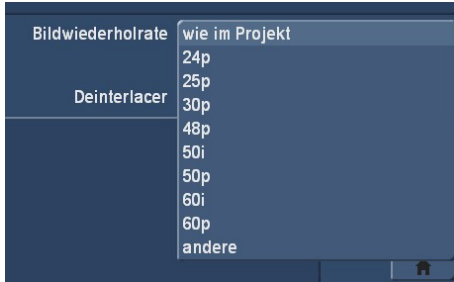 Bildwiederholrate wie im Projekt
24p
25p
Deinterlacer
30p
48p
50i
50p
60i
60p
andere